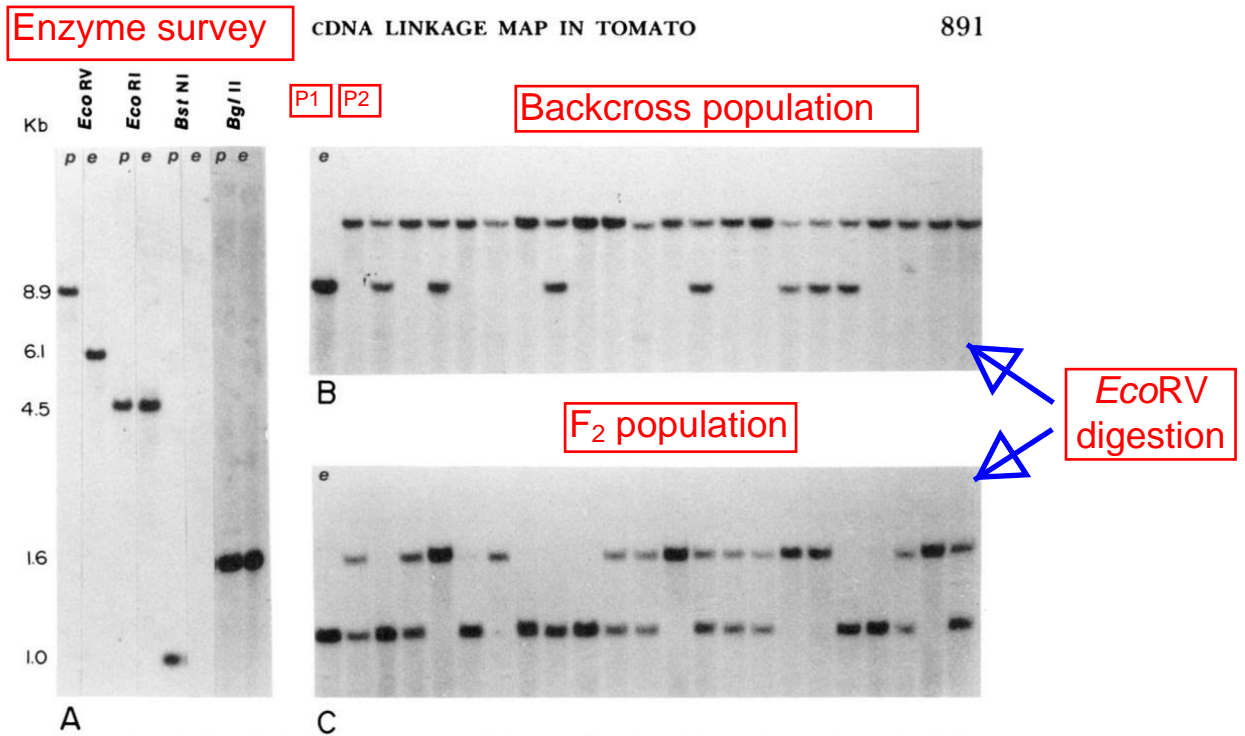 Enzyme survey
CDNA LINKAGE MAP IN TOMATO
891
Kb
EcoRV
EcoRI
BstNI
BglII
P1 P2
Backcross population
p e p e p e p e
8.9
6.1
4.5
1.6
1.0
A
e
B
EcoRV
digestion
F2 population
e
C